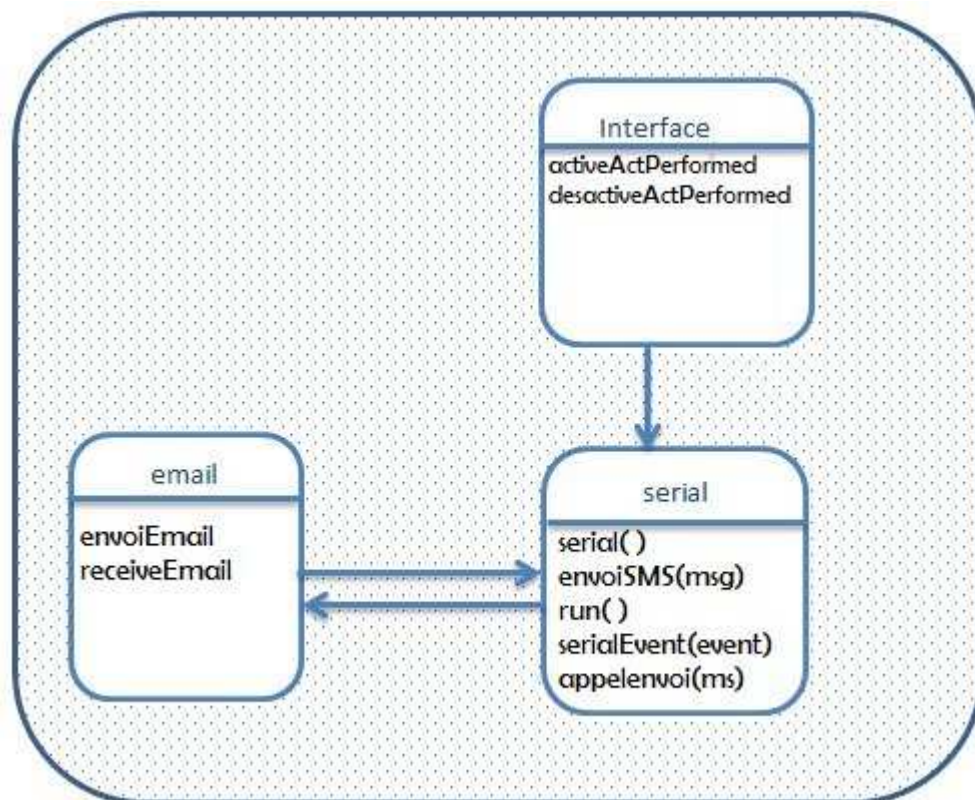 Interface
activeActPerformed
desactiveActPerformed
email
envoiEmail
receiveEmail
serial
serial( )
envoiSMS(msg)
run( )
serialEvent(event)
appelenvoi(ms)